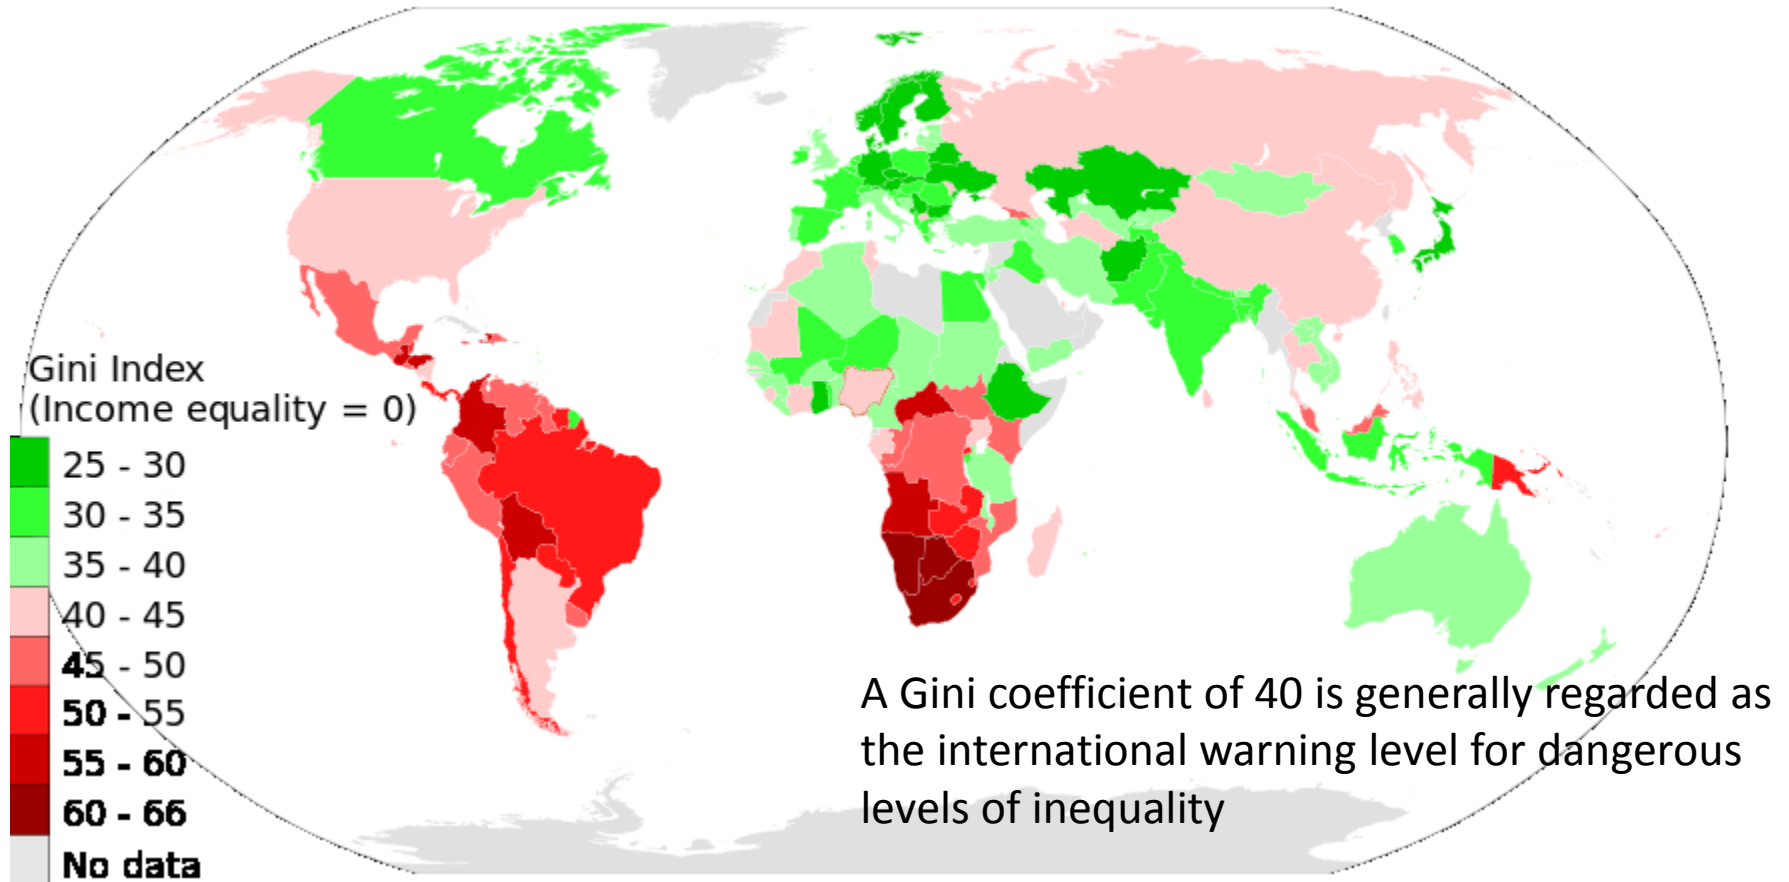 Gini Index
(Income equality = 0)
25 - 30
30 - 35
35 - 40
40 - 45
45 - 50
50 - 55
55 - 60
60 - 66
No data
A Gini coefficient of 40 is generally regarded as
the international warning level for dangerous
levels of inequality